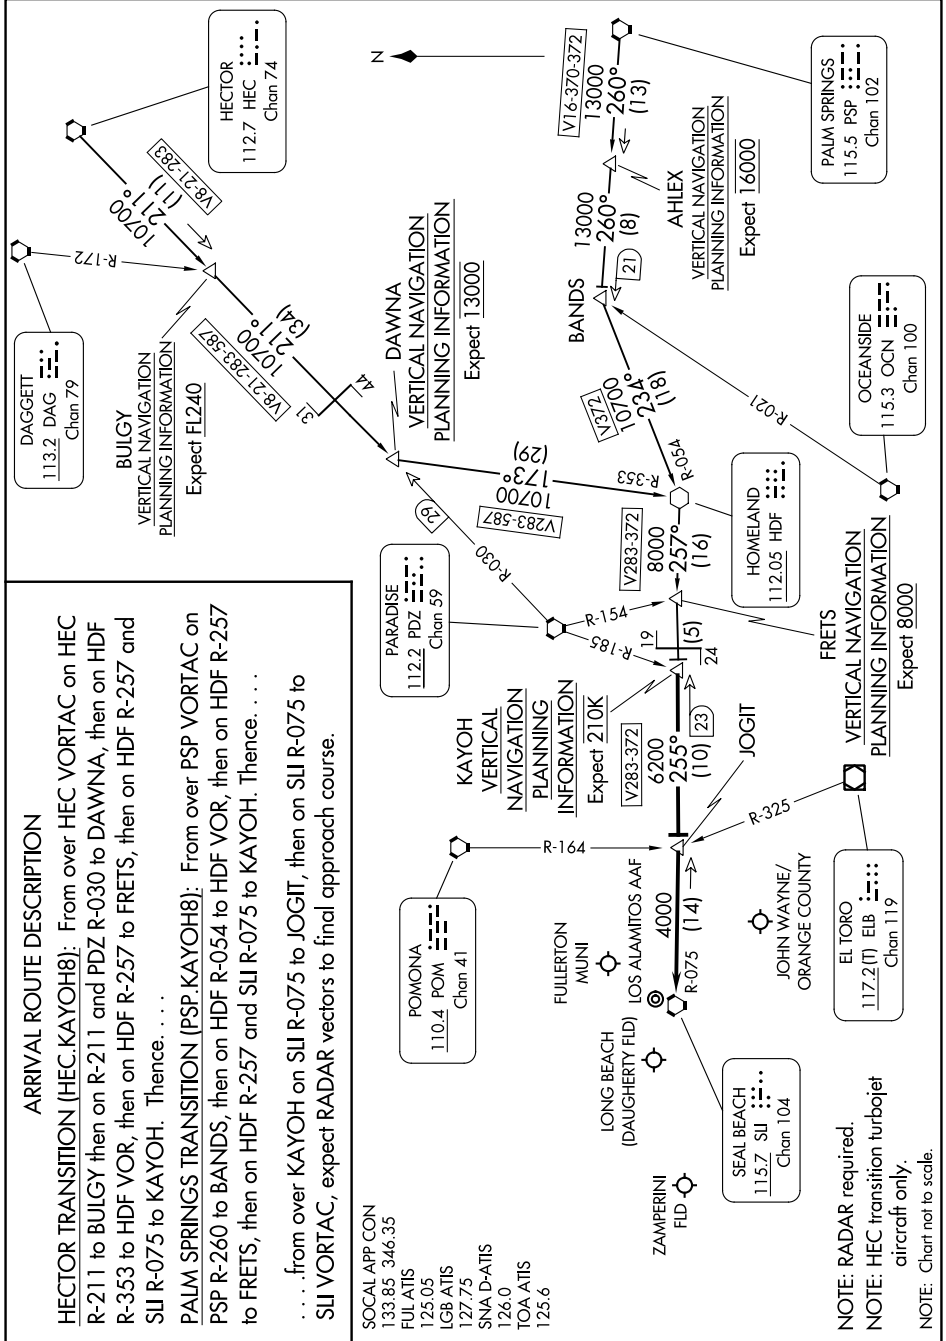 ARRIVAL ROUTE DESCRIPTION
HECTOR TRANSITION (HEC.KAYOH8): From over HEC VORTAC on HEC
R-211 to BULGY then on R-211 and PDZ R-030 to DAWNA, then on HDF
R-353 to HDF VOR, then on HDF R-257 to FRETS, then on HDF R-257 and
SLI R-075 to KAYOH. Thence. . . .
PALM SPRINGS TRANSITION (PSP.KAYOH8): From over PSP VORTAC on
PSP R-260 to BANDS, then on HDF R-054 to HDF VOR, then on HDF R-257
to FRETS, then on HDF R-257 and SLI R-075 to KAYOH. Thence. . . .
. . . .from over KAYOH on SLI R-075 to JOGIT, then on SLI R-075 to
SLI VORTAC, expect RADAR vectors to final approach course.
SOCAL APP CON
133.85 346.35
FUL ATIS
125.05
LGB ATIS
127.75
SNA D-ATIS
126.0
TOA ATIS
125.6
DAGGETT
113.2 DAG
Chan 79
R-172
HECTOR
112.7 HEC
Chan 74
V8-21-283
10700
211°
(11)
BULGY
VERTICAL NAVIGATION
PLANNING INFORMATION
Expect FL240
V8-21-283-587
10700
211°
(34)
31
44
DAWNA
VERTICAL NAVIGATION
PLANNING INFORMATION
Expect 13000
N
V16-370-372
13000
260°
(13)
PALM SPRINGS
115.5 PSP
Chan 102
AHLEX
VERTICAL NAVIGATION
PLANNING INFORMATION
Expect 16000
13000
260°
(8)
21
BANDS
V372
10700
234°
(18)
R-054
R-021
OCEANSIDE
115.3 OCN
Chan 100
29
R-030
V283-587
10700
173°
(29)
R-353
HOMELAND
112.05 HDF
PARADISE
112.2 PDZ
Chan 59
R-154
R-185
V283-372
8000
257°
(16)
FRETS
VERTICAL NAVIGATION
PLANNING INFORMATION
Expect 8000
19
24
(5)
KAYOH
VERTICAL
NAVIGATION
PLANNING
INFORMATION
Expect 210K
V283-372
6200
255°
(10)
23
JOGIT
POMONA
110.4 POM
Chan 41
R-164
R-325
EL TORO
117.2(T) ELB
Chan 119
4000
(14)
R-075
FULLERTON
MUNI
LOS ALAMITOS AAF
JOHN WAYNE/
ORANGE COUNTY
LONG BEACH
(DAUGHERTY FLD)
SEAL BEACH
115.7 SLI
Chan 104
ZAMPERINI
FLD
NOTE: RADAR required.
NOTE: HEC transition turbojet
aircraft only.
NOTE: Chart not to scale.